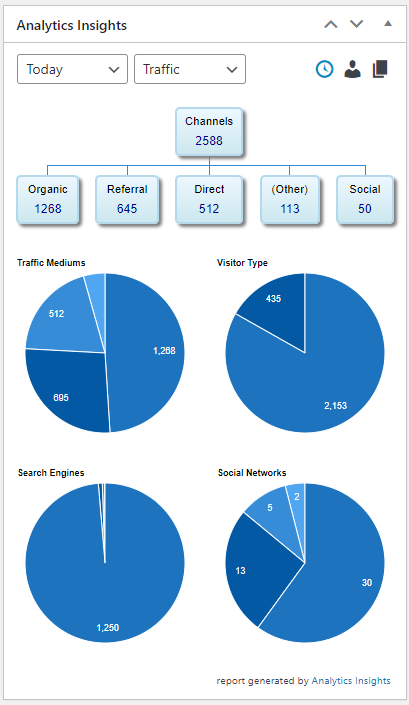 Analytics Insights
Today
Traffic
Channels
2588
Organic
1268
Referral
645
Direct
512
(Other)
113
Social
50
Traffic Mediums
512
1,268
695
Visitor Type
435
2,153
Search Engines
1,250
Social Networks
2
5
13
30
report generated by Analytics Insights